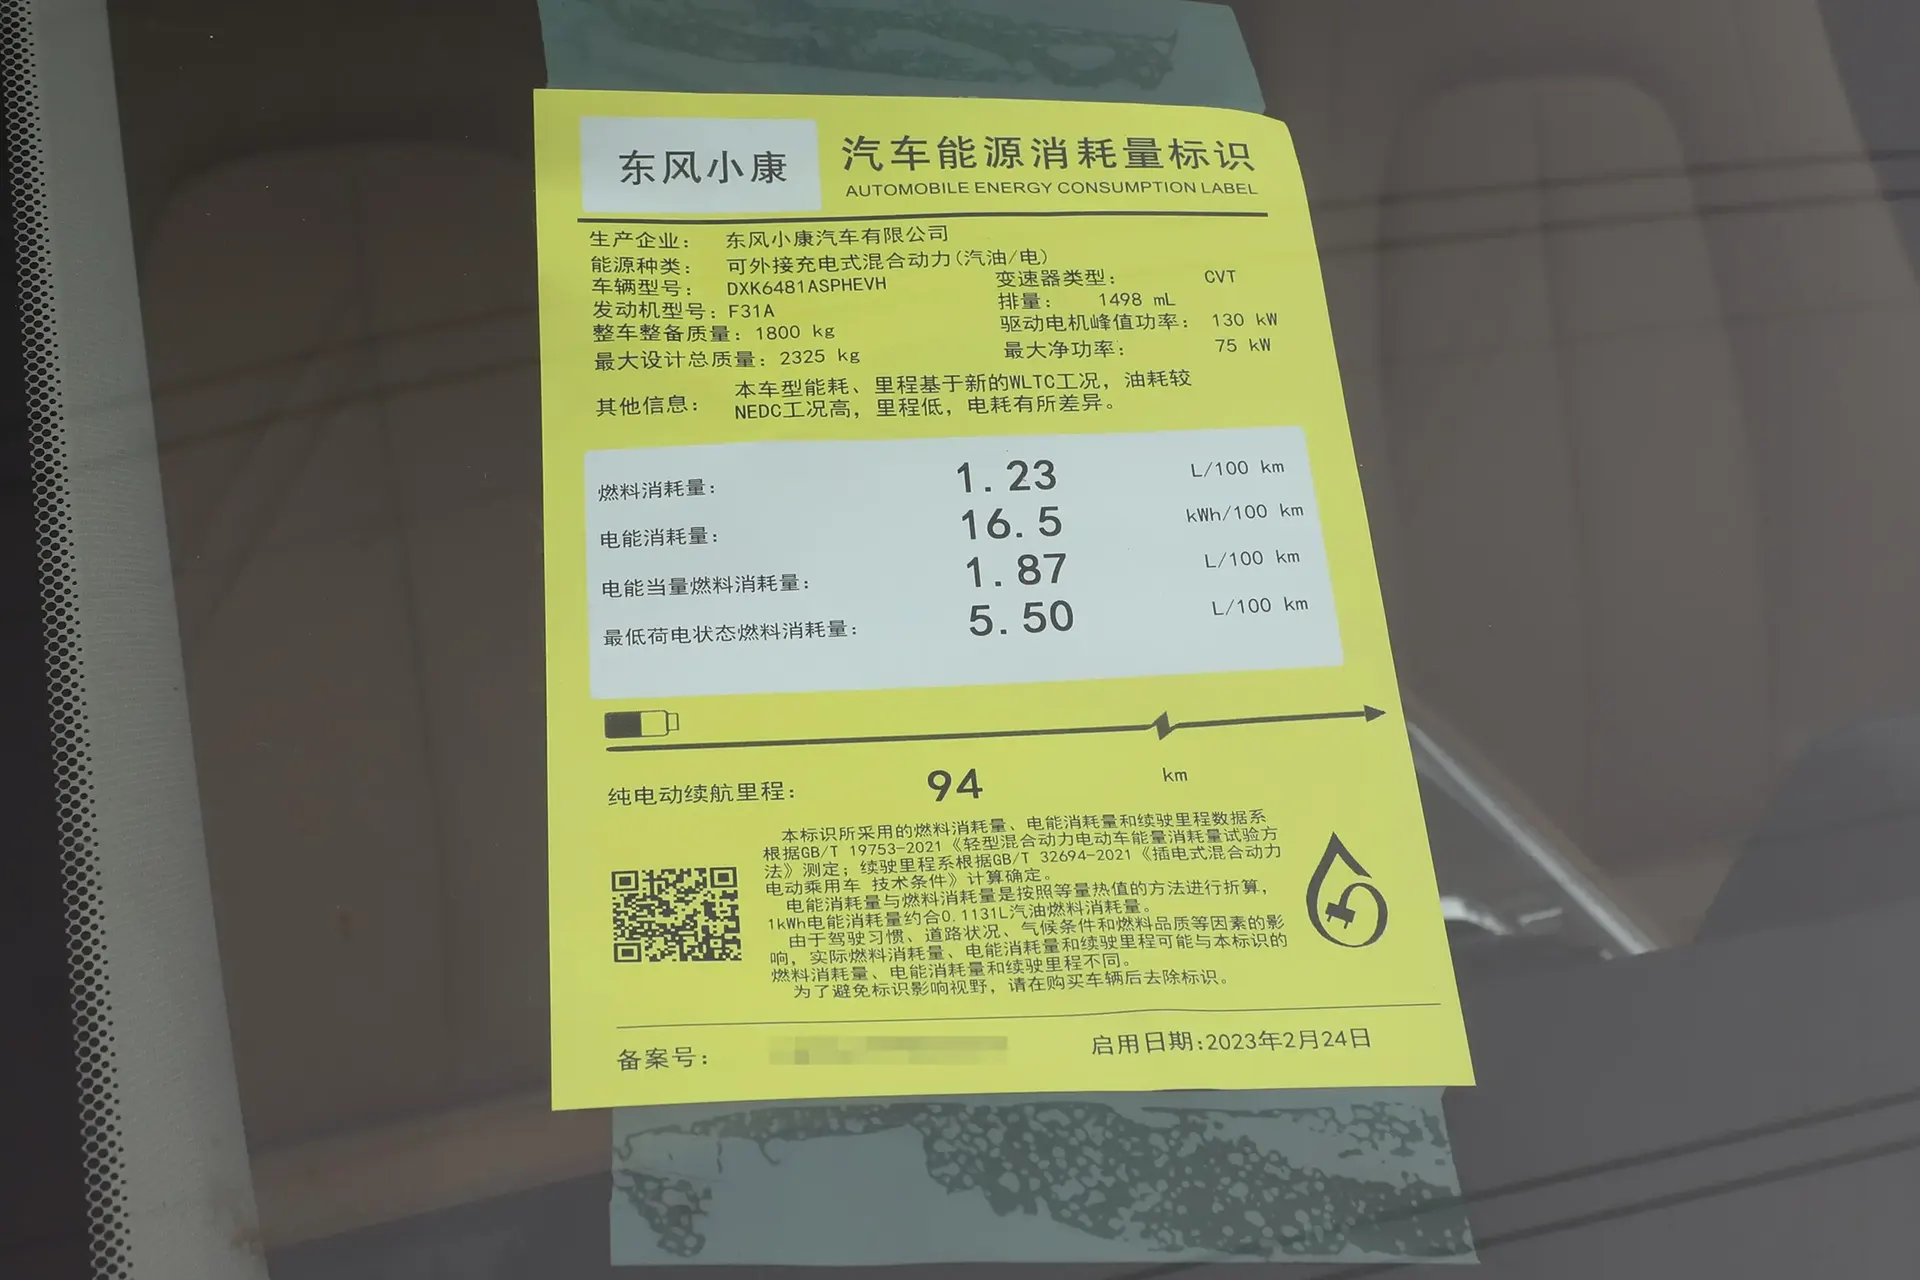 东风小康
汽车能源消耗量标识
AUTOMOBILE ENERGY CONSUMPTION LABEL
生产企业： 东风小康汽车有限公司
能源种类： 可外接充电式混合动力(汽油/电)
车辆型号： DXK6481ASPHEVH 变速器类型： CVT
发动机型号：F31A 排量： 1498 mL
整车整备质量：1800 kg 驱动电机峰值功率： 130 kW
最大设计总质量：2325 kg 最大净功率： 75 kW
其他信息： 本车型能耗、里程基于新的WLTC工况，油耗较
NEDC工况高，里程低，电耗有所差异。
燃料消耗量： 1.23 L/100 km
电能消耗量： 16.5 kWh/100 km
电能当量燃料消耗量： 1.87 L/100 km
最低荷电状态燃料消耗量： 5.50 L/100 km
纯电动续航里程： 94 km
本标识所采用的燃料消耗量、电能消耗量和续驶里程数据系
根据GB/T 19753-2021《轻型混合动力电动车能量消耗量试验方
法》测定；续驶里程系根据GB/T 32694-2021《插电式混合动力
电动乘用车 技术条件》计算确定。
电能消耗量与燃料消耗量是按照等量热值的方法进行折算，
1kWh电能消耗量约合0.1131L汽油燃料消耗量。
由于驾驶习惯、道路状况、气候条件和燃料品质等因素的影
响，实际燃料消耗量、电能消耗量和续驶里程可能与本标识的
燃料消耗量、电能消耗量和续驶里程不同。
为了避免标识影响视野，请在购买车辆后去除标识。
备案号： 启用日期:2023年2月24日